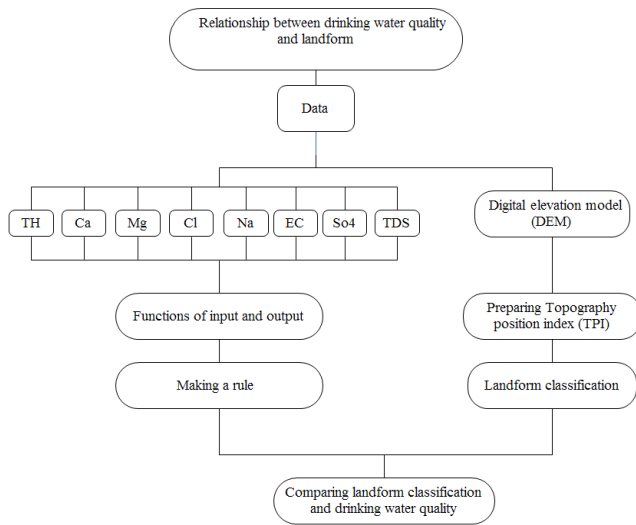 Relationship between drinking water quality
and landform
Data
TH
Ca
Mg
Cl
Na
EC
So4
TDS
Digital elevation model
(DEM)
Functions of input and output
Preparing Topography
position index (TPI)
Making a rule
Landform classification
Comparing landform classification
and drinking water quality